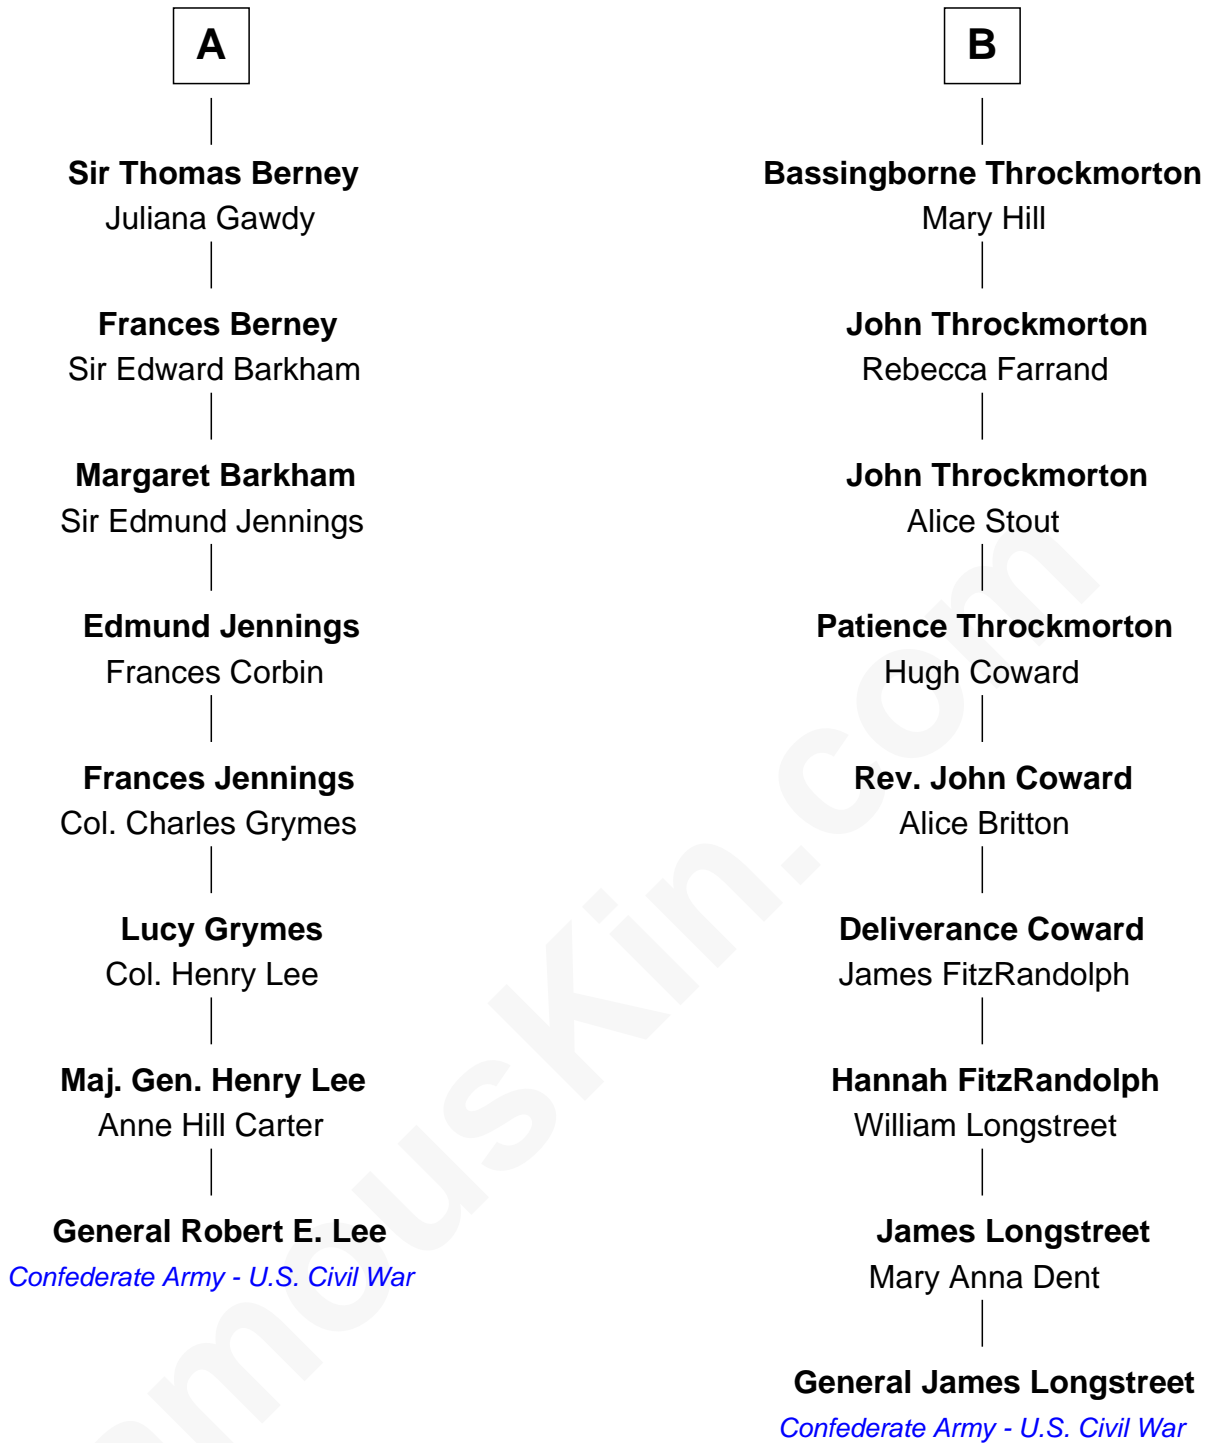 A
Sir Thomas Berney
Juliana Gawdy
Frances Berney
Sir Edward Barkham
Margaret Barkham
Sir Edmund Jennings
Edmund Jennings
Frances Corbin
Frances Jennings
Col. Charles Grymes
Lucy Grymes
Col. Henry Lee
Maj. Gen. Henry Lee
Anne Hill Carter
General Robert E. Lee
Confederate Army - U.S. Civil War
B
Bassingborne Throckmorton
Mary Hill
John Throckmorton
Rebecca Farrand
John Throckmorton
Alice Stout
Patience Throckmorton
Hugh Coward
Rev. John Coward
Alice Britton
Deliverance Coward
James FitzRandolph
Hannah FitzRandolph
William Longstreet
James Longstreet
Mary Anna Dent
General James Longstreet
Confederate Army - U.S. Civil War
amousKin.com